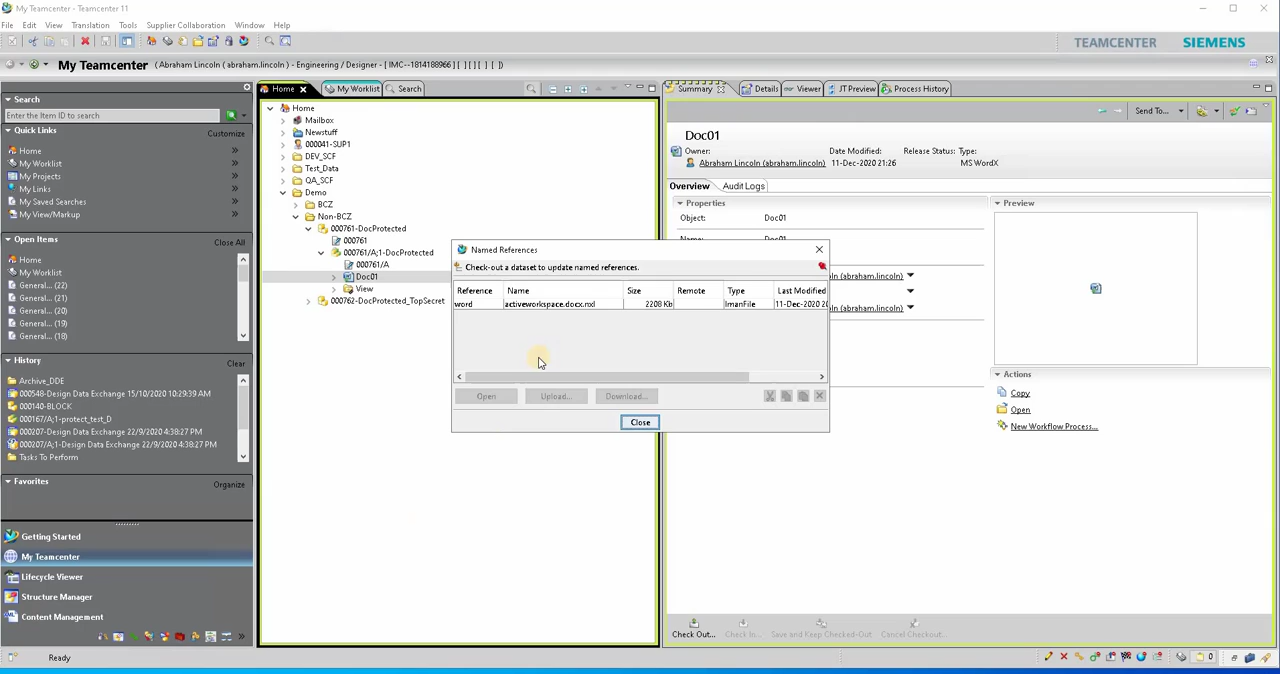 My Teamcenter - Teamcenter 11
File Edit View Translation Tools Supplier Collaboration Window Help
TEAMCENTER SIEMENS
My Teamcenter ( Abraham Lincoln (abraham.lincoln) - Engineering / Designer - [ IMC--1814188966 ][ ][ ][ ][ ] )
Search
Enter the Item ID to search
Quick Links Customize
Home
My Worklist
My Projects
My Links
My Saved Searches
My View/Markup
Open Items Close All
Home
My Worklist
General... (22)
General... (21)
General... (20)
General... (19)
General... (18)
History Clear
Archive_DDE
000548-Design Data Exchange 15/10/2020 10:29:39 AM
000140-BLOCK
000167/A;1-protect_test_D
000207-Design Data Exchange 22/9/2020 4:38:27 PM
000207/A;1-Design Data Exchange 22/9/2020 4:38:27 PM
Tasks To Perform
Favorites Organize
Getting Started
My Teamcenter
Lifecycle Viewer
Structure Manager
Content Management
Ready
Home My Worklist Search
Home
Mailbox
Newstuff
000041-SUP1
DEV_SCF
Test_Data
QA_SCF
Demo
BCZ
Non-BCZ
000761-DocProtected
000761
000761/A;1-DocProtected
000761/A
Doc01
View
000762-DocProtected_TopSecret
Named References
Check-out a dataset to update named references.
Reference Name Size Remote Type Last Modified
word activeworkspace.docx.nxl 2208 Kb ImanFile 11-Dec-2020 20
Open Upload... Download...
Close
Summary Details Viewer JT Preview Process History
Send To...
Doc01
Owner: Date Modified: Release Status: Type:
Abraham Lincoln (abraham.lincoln) 11-Dec-2020 21:26 MS WordX
Overview Audit Logs
Properties
Object: Doc01
Name: Doc01
(abraham.lincoln)
(abraham.lincoln)
Preview
Actions
Copy
Open
New Workflow Process...
Check Out... Check In... Save and Keep Checked-Out Cancel Checkout...
0